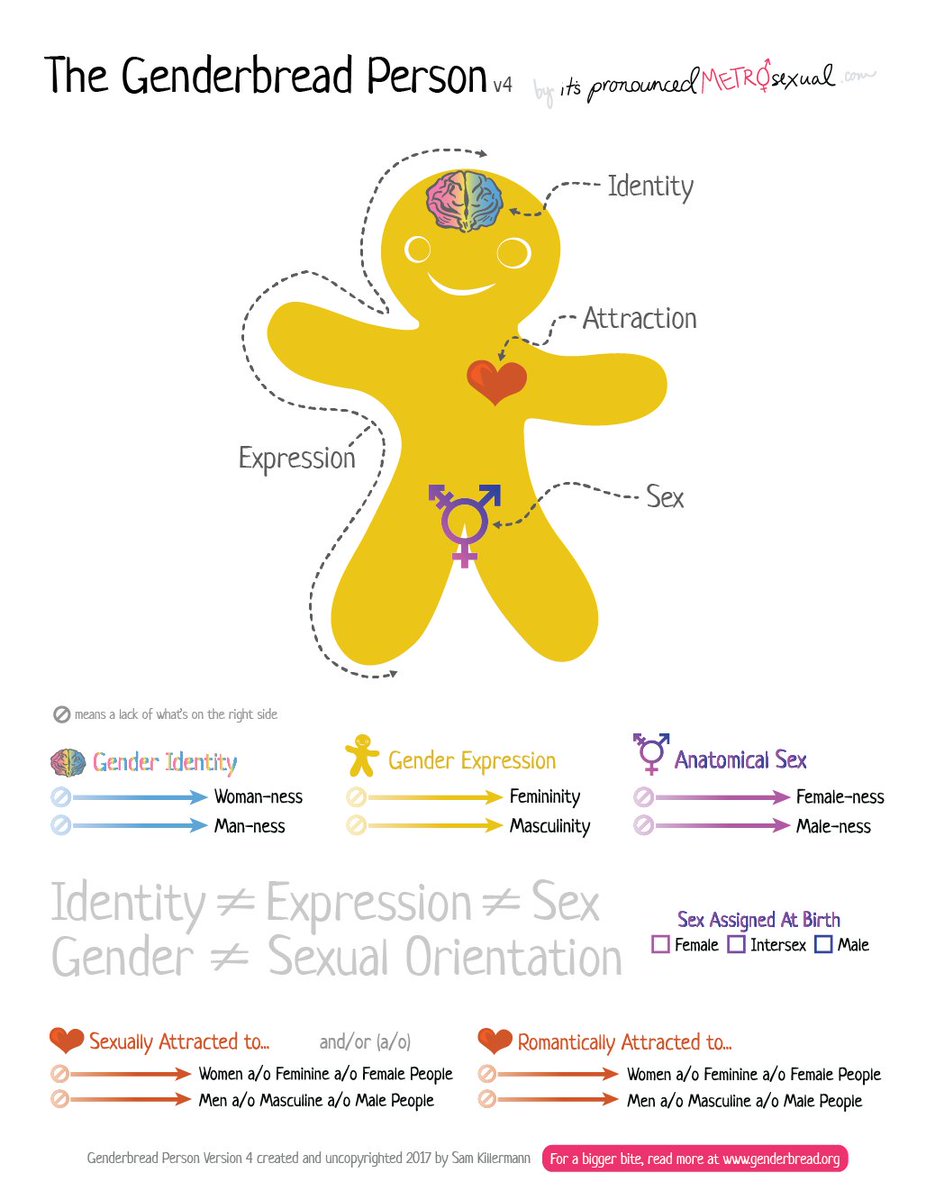 The Genderbread Person v4 by it's pronounced METROsexual.com
Identity
Attraction
Expression
Sex
means a lack of what's on the right side
Gender Identity
Woman-ness
Man-ness
Gender Expression
Femininity
Masculinity
Anatomical Sex
Female-ness
Male-ness
Identity ≠ Expression ≠ Sex
Gender ≠ Sexual Orientation
Sex Assigned At Birth
Female Intersex Male
Sexually Attracted to... and/or (a/o)
Women a/o Feminine a/o Female People
Men a/o Masculine a/o Male People
Romantically Attracted to...
Women a/o Feminine a/o Female People
Men a/o Masculine a/o Male People
Genderbread Person Version 4 created and uncopyrighted 2017 by Sam Killermann
For a bigger bite, read more at www.genderbread.org